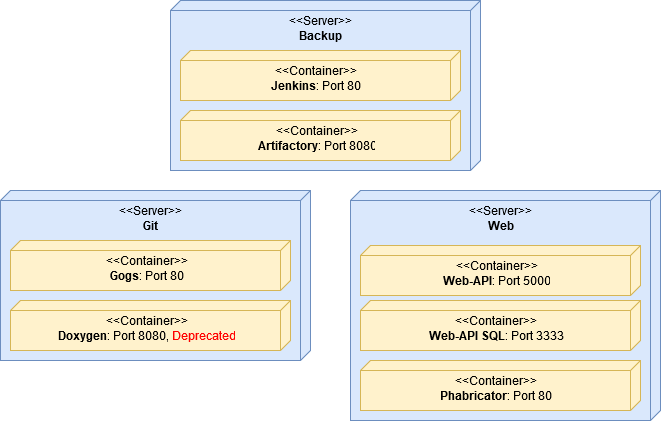 <<Server>>
Backup
<<Container>>
Jenkins: Port 80
<<Container>>
Artifactory: Port 8080
<<Server>>
Git
<<Container>>
Gogs: Port 80
<<Container>>
Doxygen: Port 8080, Deprecated
<<Server>>
Web
<<Container>>
Web-API: Port 5000
<<Container>>
Web-API SQL: Port 3333
<<Container>>
Phabricator: Port 80